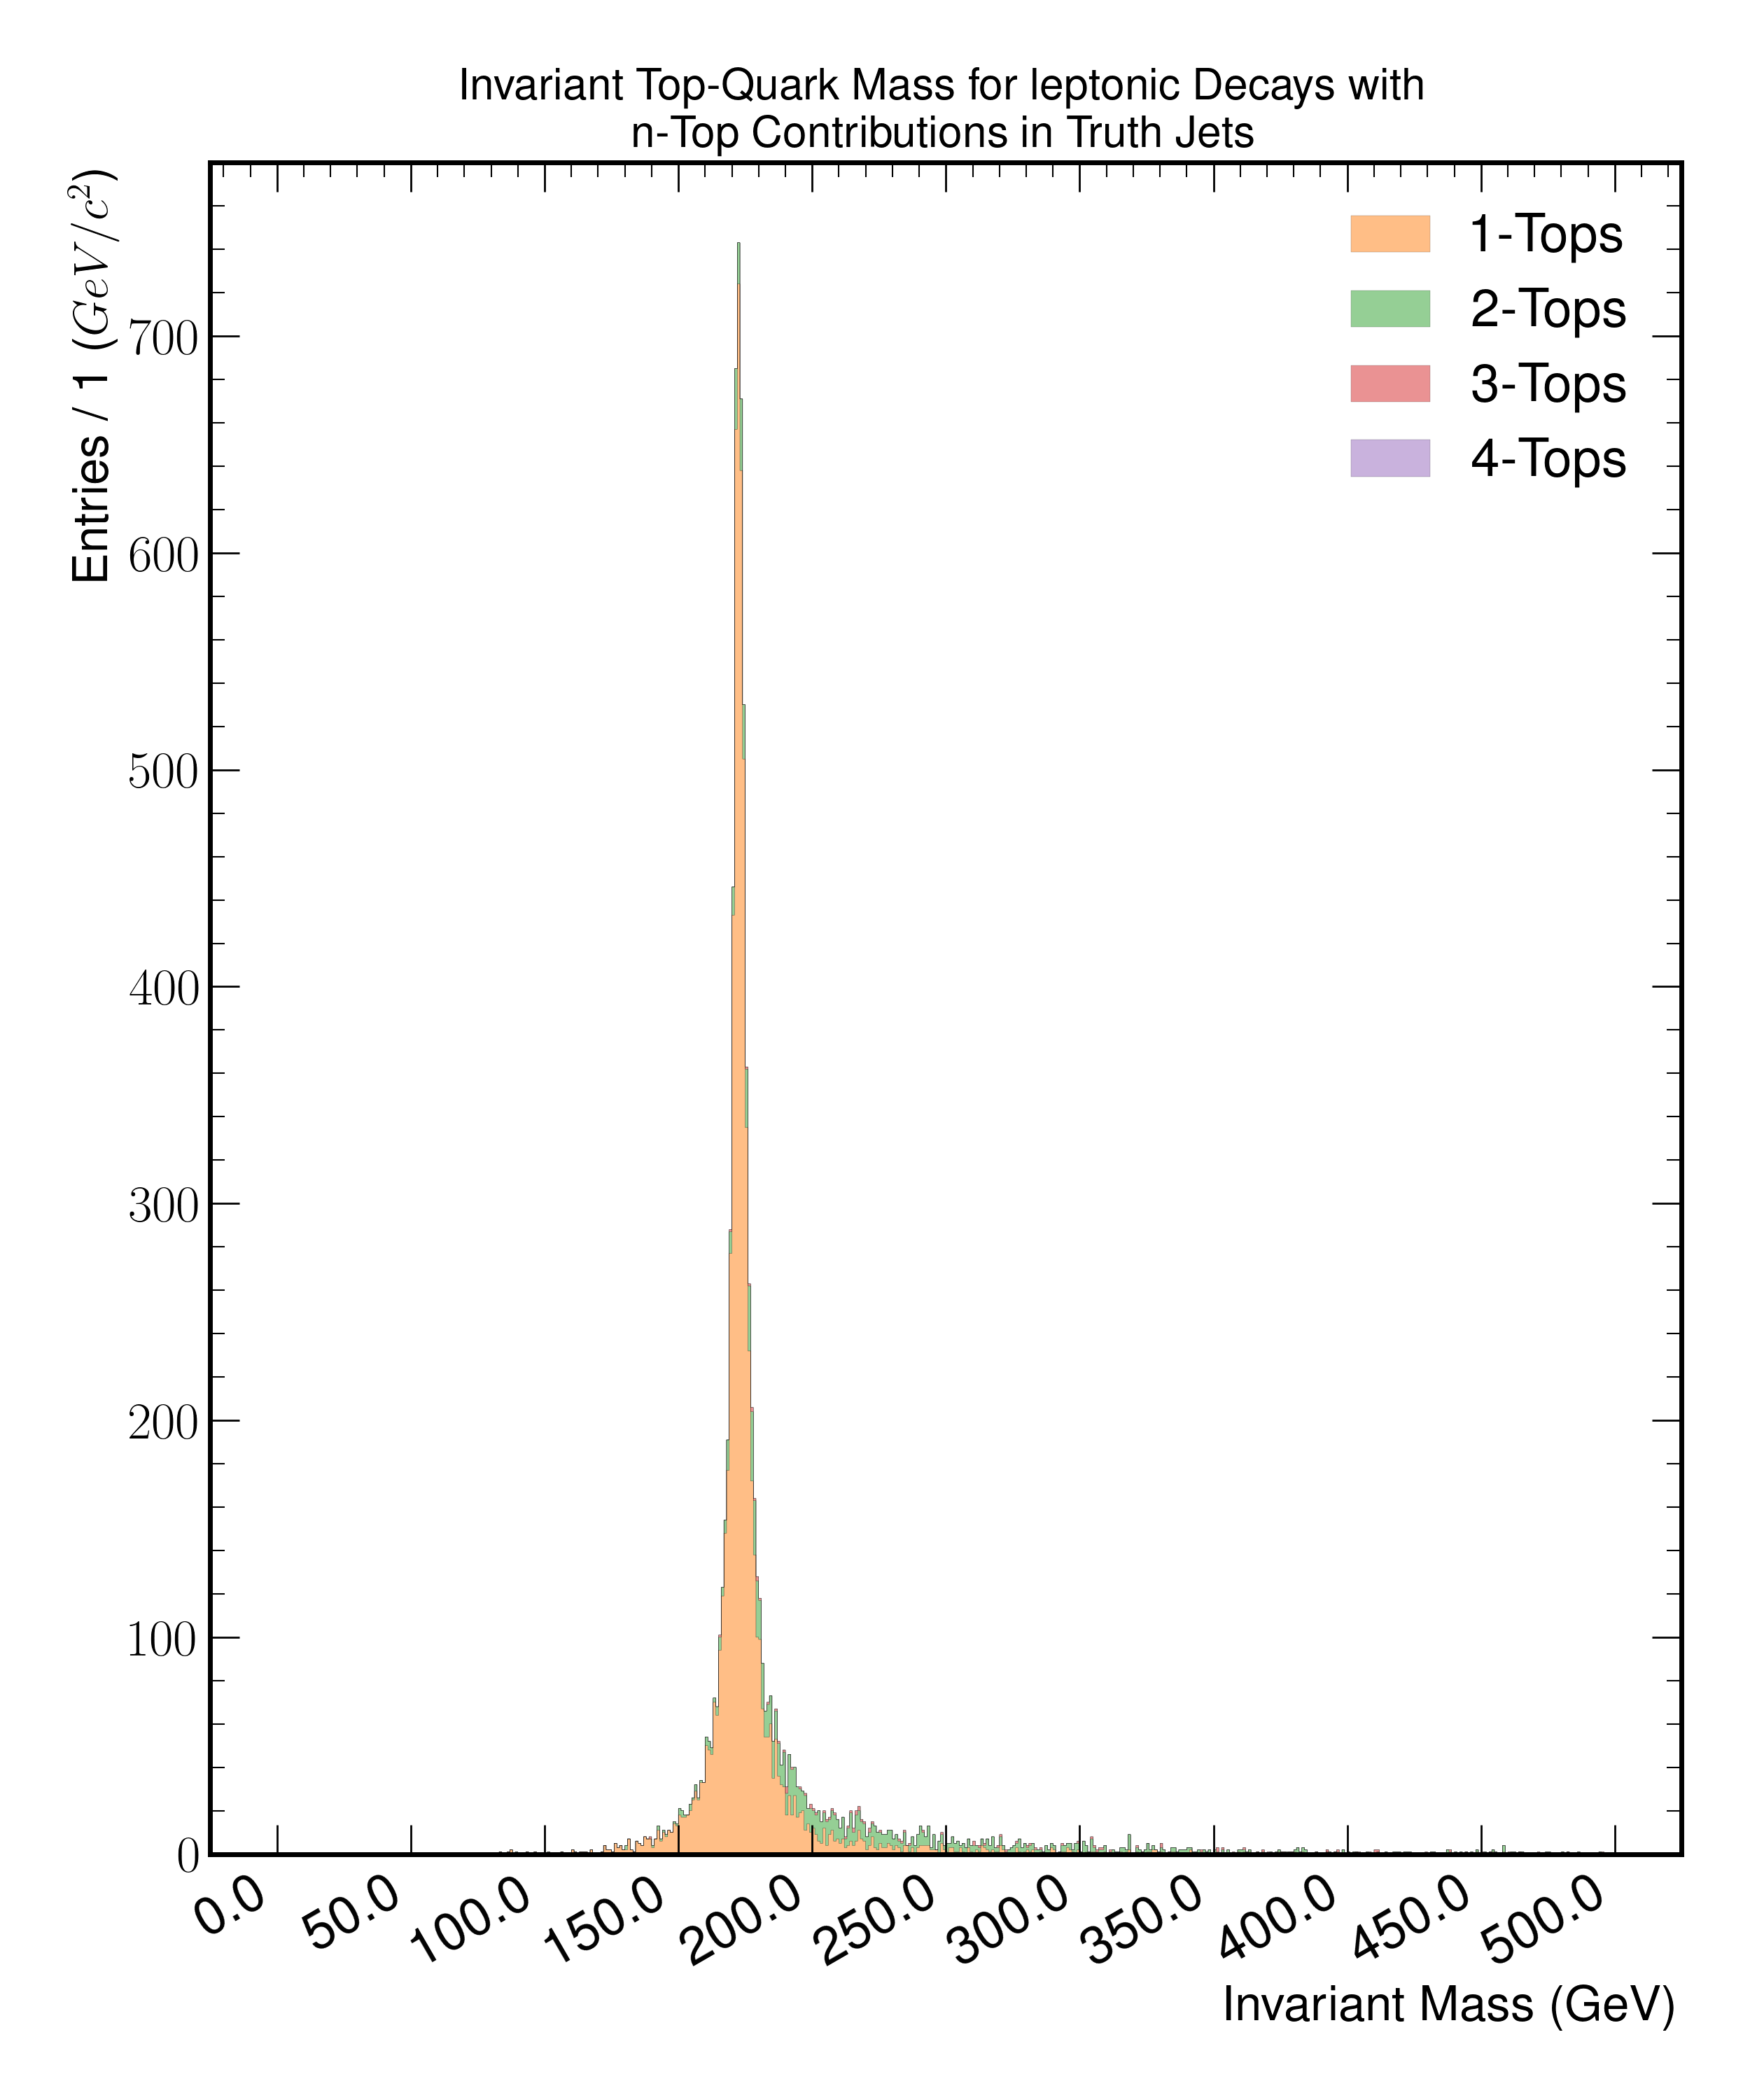 Invariant Top-Quark Mass for leptonic Decays with
n-Top Contributions in Truth Jets
Entries / 1 (GeV/c²)
1-Tops
2-Tops
3-Tops
4-Tops
700
600
500
400
300
200
100
0
0.0
50.0
100.0
150.0
200.0
250.0
300.0
350.0
400.0
450.0
500.0
Invariant Mass (GeV)